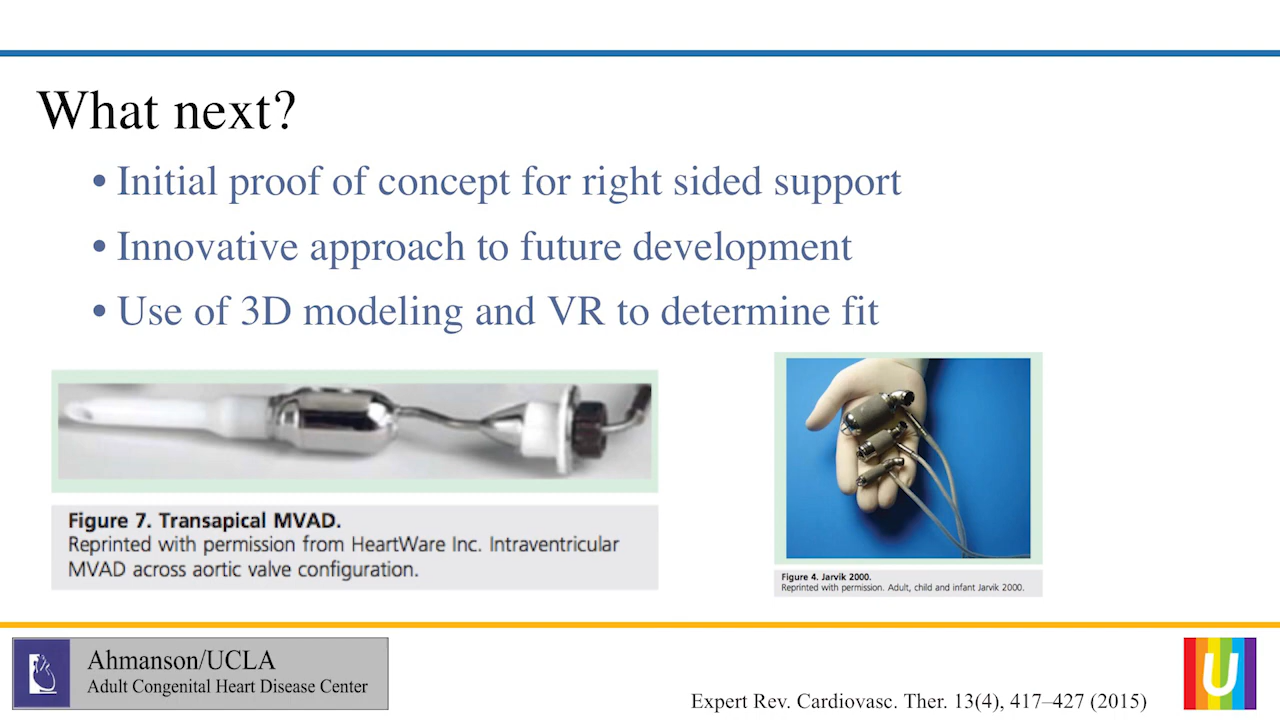 What next?
• Initial proof of concept for right sided support
• Innovative approach to future development
• Use of 3D modeling and VR to determine fit
Figure 7. Transapical MVAD.
Reprinted with permission from HeartWare Inc. Intraventricular
MVAD across aortic valve configuration.
Figure 4. Jarvik 2000.
Reprinted with permission. Adult, child and infant Jarvik 2000.
Ahmanson/UCLA
Adult Congenital Heart Disease Center
Expert Rev. Cardiovasc. Ther. 13(4), 417–427 (2015)
U